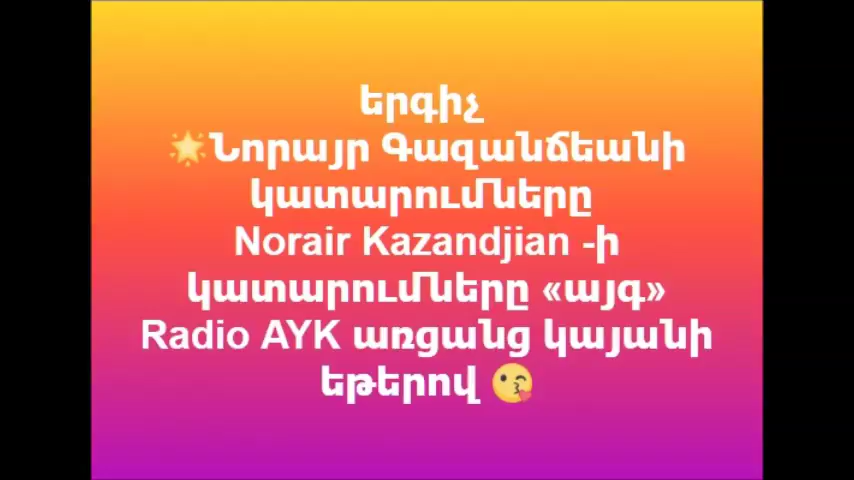 երգիչ
🌟Նորայր Գազանճեանի
կատարումները
Norair Kazandjian -ի
կատարումները «այգ»
Radio AYK առցանց կայանի
եթերով 😘